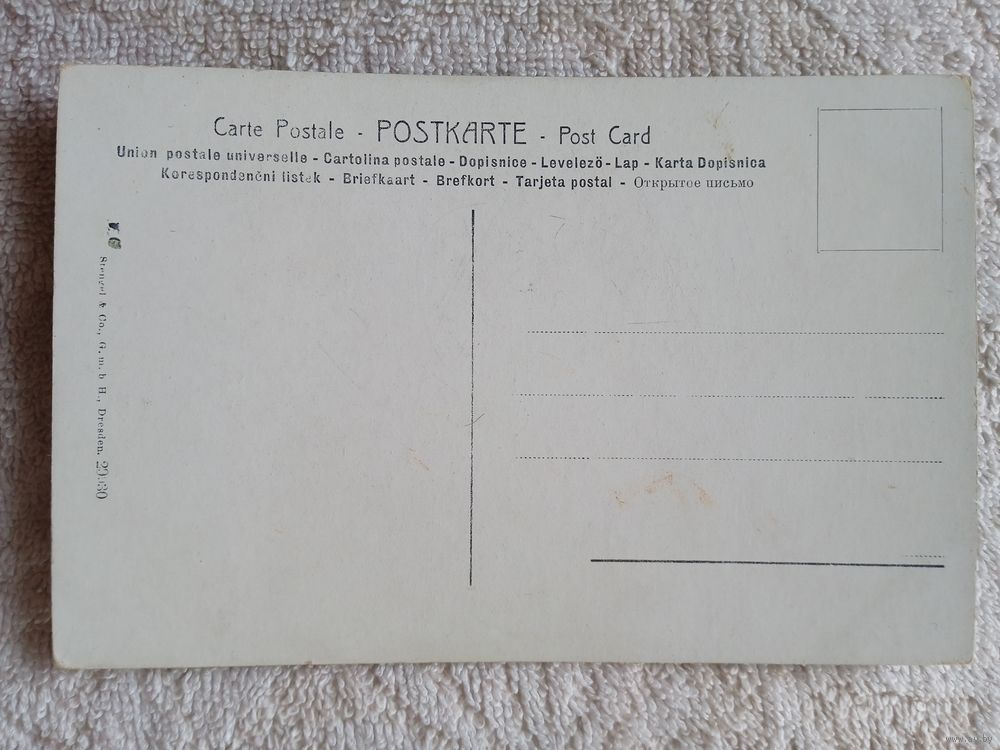 Carte Postale - POSTKARTE - Post Card
Union postale universelle - Cartolina postale - Dopisnice - Levelezö - Lap - Karta Dopisnica
Korespondenční lístek - Briefkaart - Brefkort - Tarjeta postal - Открытое письмо
Stengel & Co., G. m. b H., Dresden.